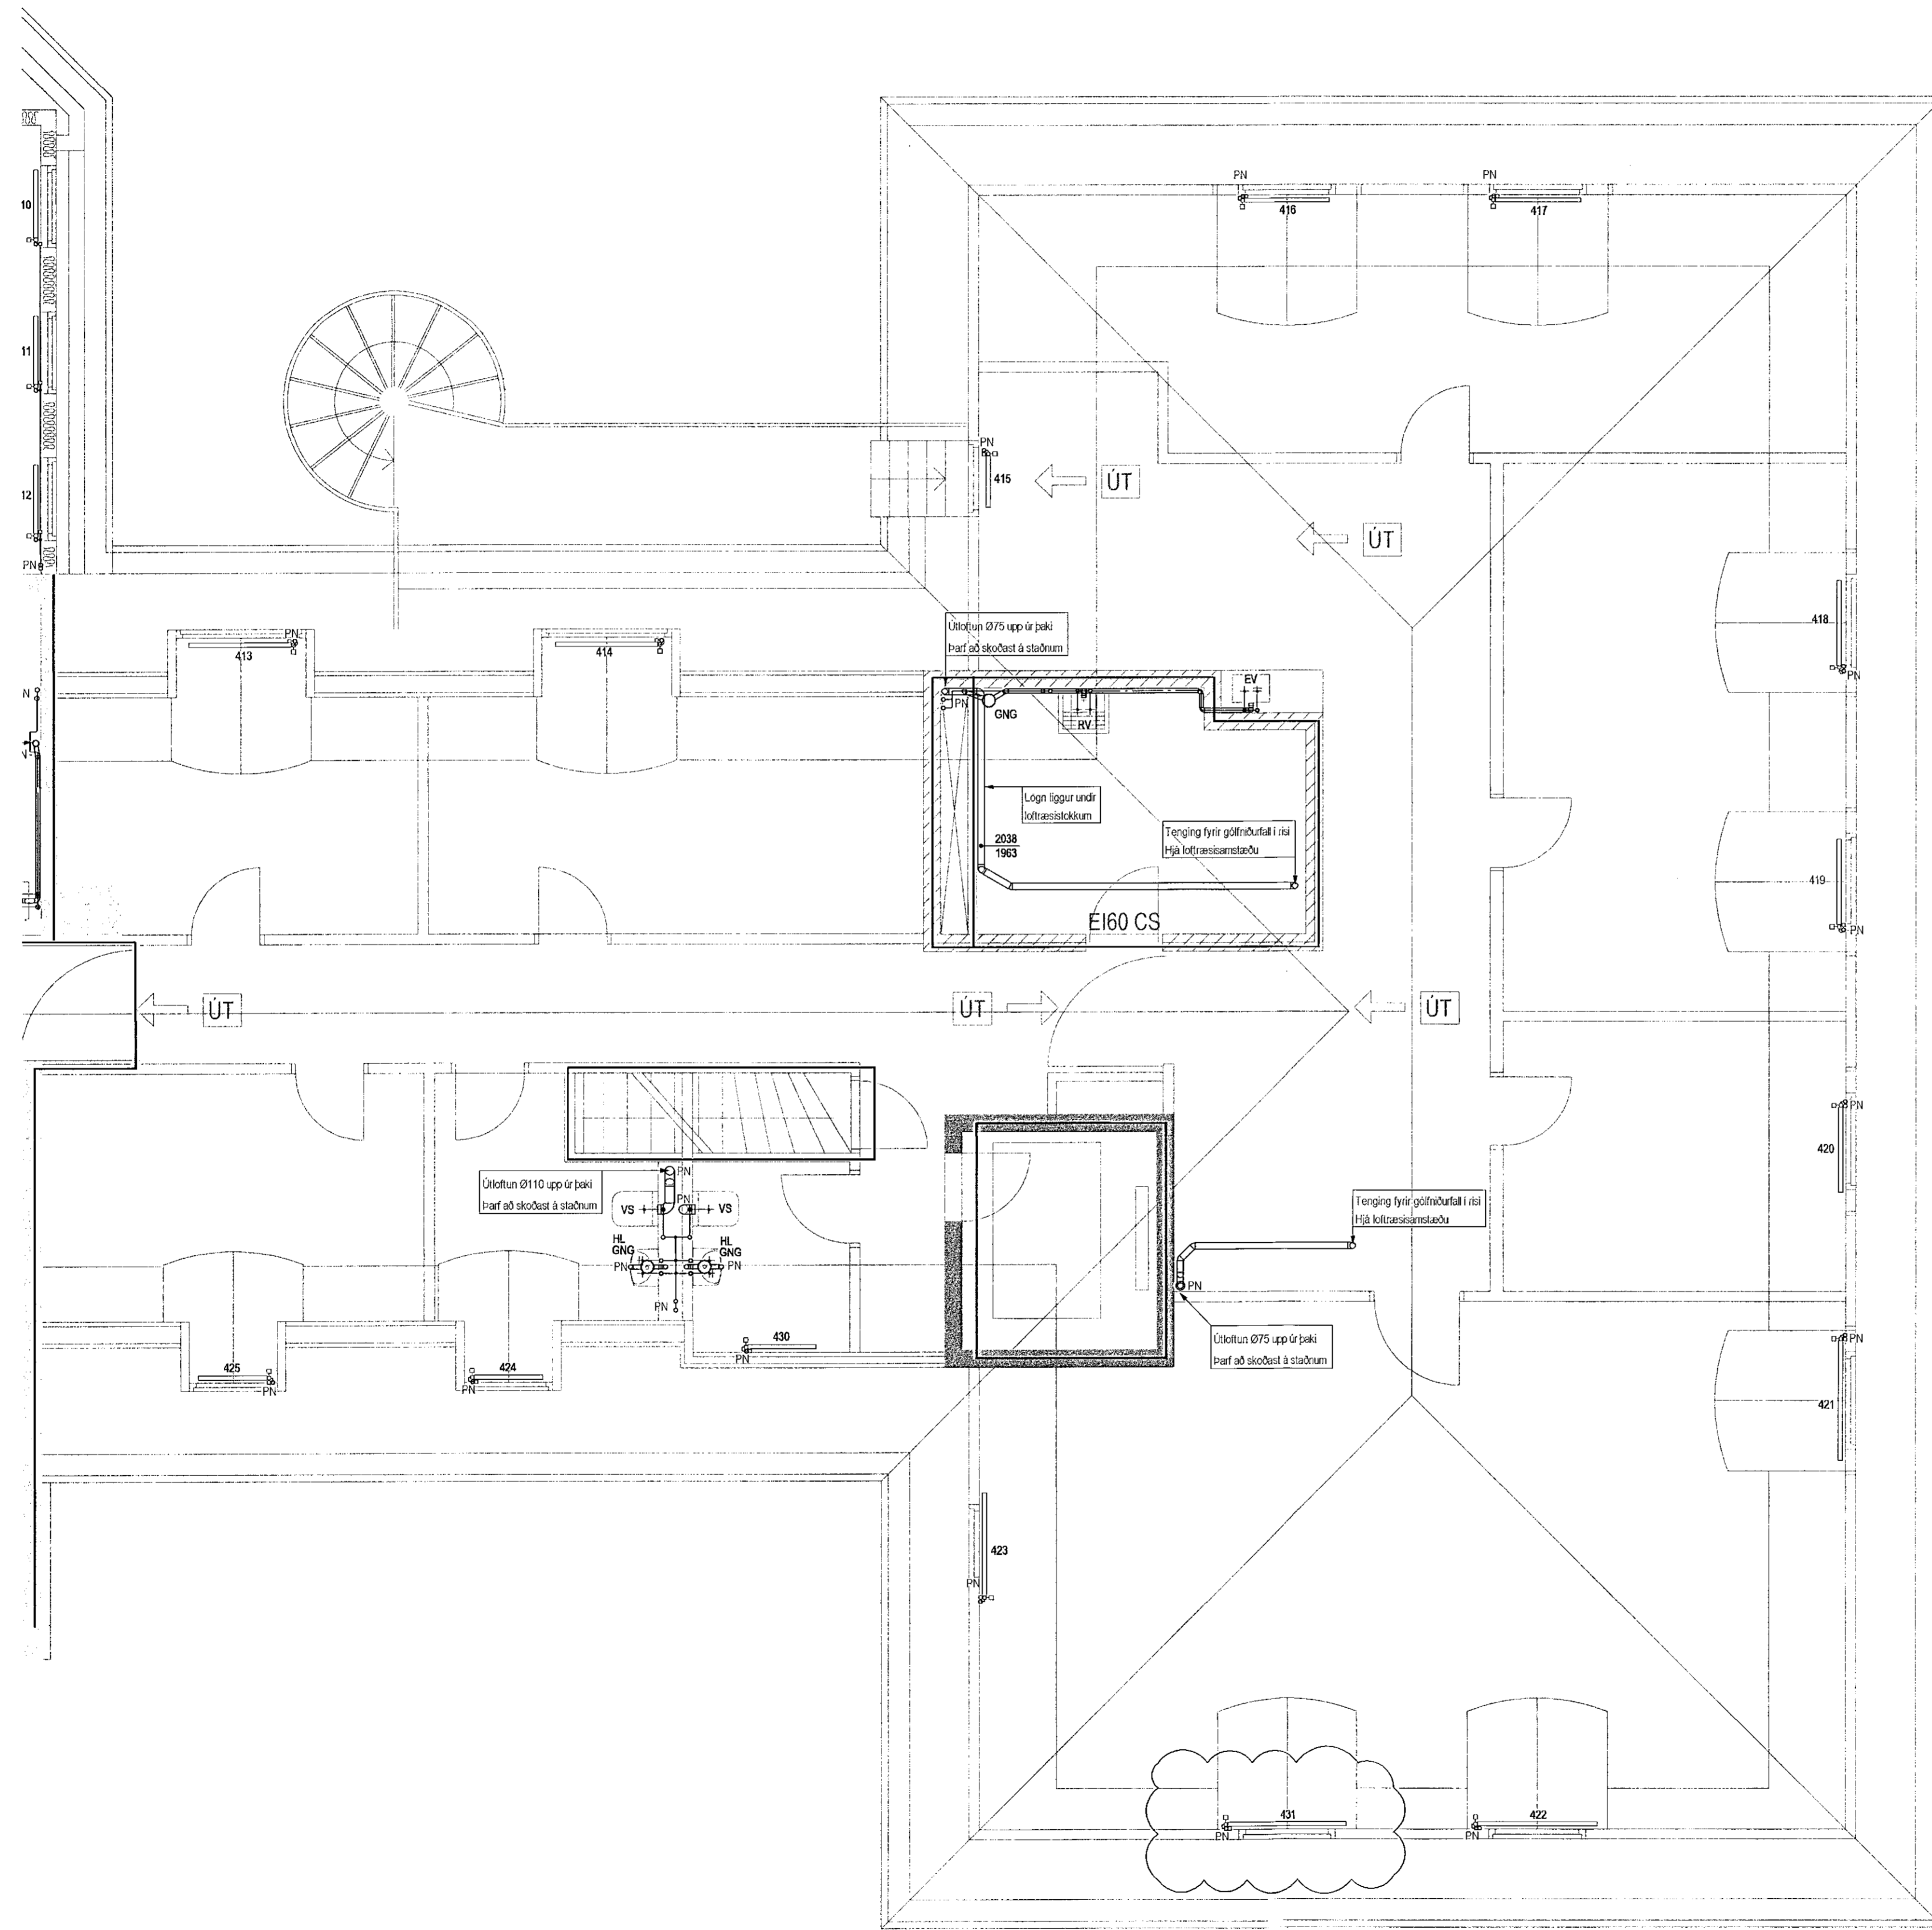 PN
PN
10
416
417
11
PN
415
ÚT
12
ÚT
PN
Útloftun Ø75 upp úr þaki
Þarf að skoðast á staðnum
418
PN
413
414
PN
N
EV
PN
GNG
RV
Lögn liggur undir
loftræsistokkum
2038
1963
Tenging fyrir gólfniðurfall í risi
Hjá loftræsisamstæðu
419
EI60 CS
PN
ÚT
ÚT
ÚT
PN
420
Útloftun Ø110 upp úr þaki
Þarf að skoðast á staðnum
PN
PN
VS
VS
HL
GNG
HL
GNG
PN
PN
PN
Tenging fyrir gólfniðurfall í risi
Hjá loftræsisamstæðu
PN
Útloftun Ø75 upp úr þaki
Þarf að skoðast á staðnum
430
PN
PN
425
PN
424
PN
421
423
PN
431
PN
422
PN